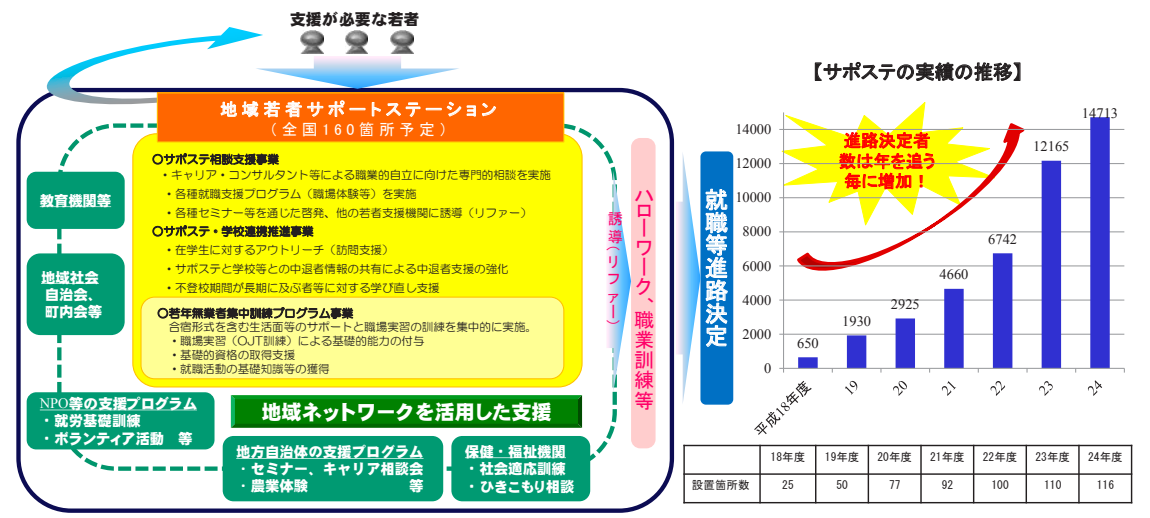 支援が必要な若者
地域若者サポートステーション
（全国160箇所予定）
〇サポステ相談支援事業
・キャリア・コンサルタント等による職業的自立に向けた専門的相談を実施
・各種就職支援プログラム（職場体験等）を実施
・各種セミナー等を通じた啓発、他の若者支援機関に誘導（リファー）
〇サポステ・学校連携推進事業
・在学生に対するアウトリーチ（訪問支援）
・サポステと学校等との中退者情報の共有による中退者支援の強化
・不登校期間が長期に及ぶ者等に対する学び直し支援
〇若年無業者集中訓練プログラム事業
合宿形式を含む生活面等のサポートと職場実習の訓練を集中的に実施。
・職場実習（OJT訓練）による基礎的能力の付与
・基礎的資格の取得支援
・就職活動の基礎知識等の獲得
教育機関等
地域社会
自治会、
町内会等
NPO等の支援プログラム
・就労基礎訓練
・ボランティア活動　等
地域ネットワークを活用した支援
地方自治体の支援プログラム
・セミナー、キャリア相談会
・農業体験　等
保健・福祉機関
・社会適応訓練
・ひきこもり相談
誘導（リファー）
ハローワーク、職業訓練等
就職等進路決定
【サポステの実績の推移】
進路決定者
数は年を追う
毎に増加！
14000
12000
10000
8000
6000
4000
2000
0
650
1930
2925
4660
6742
12165
14713
平成18年度
19
20
21
22
23
24
18年度 19年度 20年度 21年度 22年度 23年度 24年度
設置箇所数 25 50 77 92 100 110 116